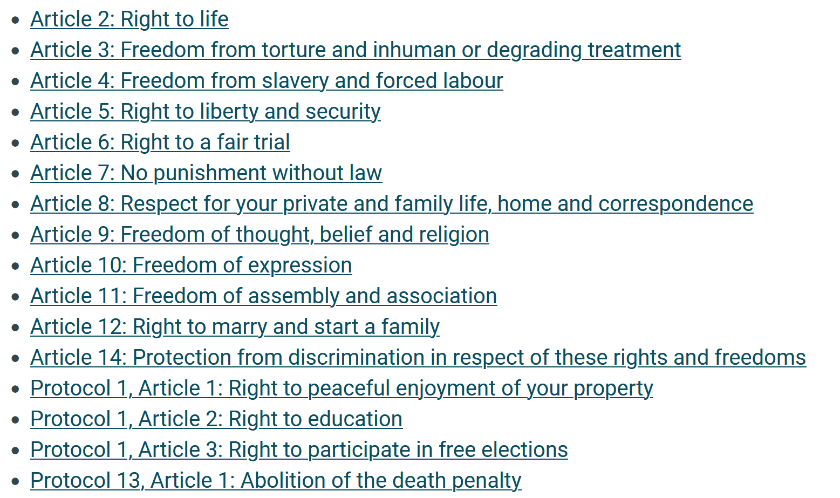 Article 2: Right to life
Article 3: Freedom from torture and inhuman or degrading treatment
Article 4: Freedom from slavery and forced labour
Article 5: Right to liberty and security
Article 6: Right to a fair trial
Article 7: No punishment without law
Article 8: Respect for your private and family life, home and correspondence
Article 9: Freedom of thought, belief and religion
Article 10: Freedom of expression
Article 11: Freedom of assembly and association
Article 12: Right to marry and start a family
Article 14: Protection from discrimination in respect of these rights and freedoms
Protocol 1, Article 1: Right to peaceful enjoyment of your property
Protocol 1, Article 2: Right to education
Protocol 1, Article 3: Right to participate in free elections
Protocol 13, Article 1: Abolition of the death penalty